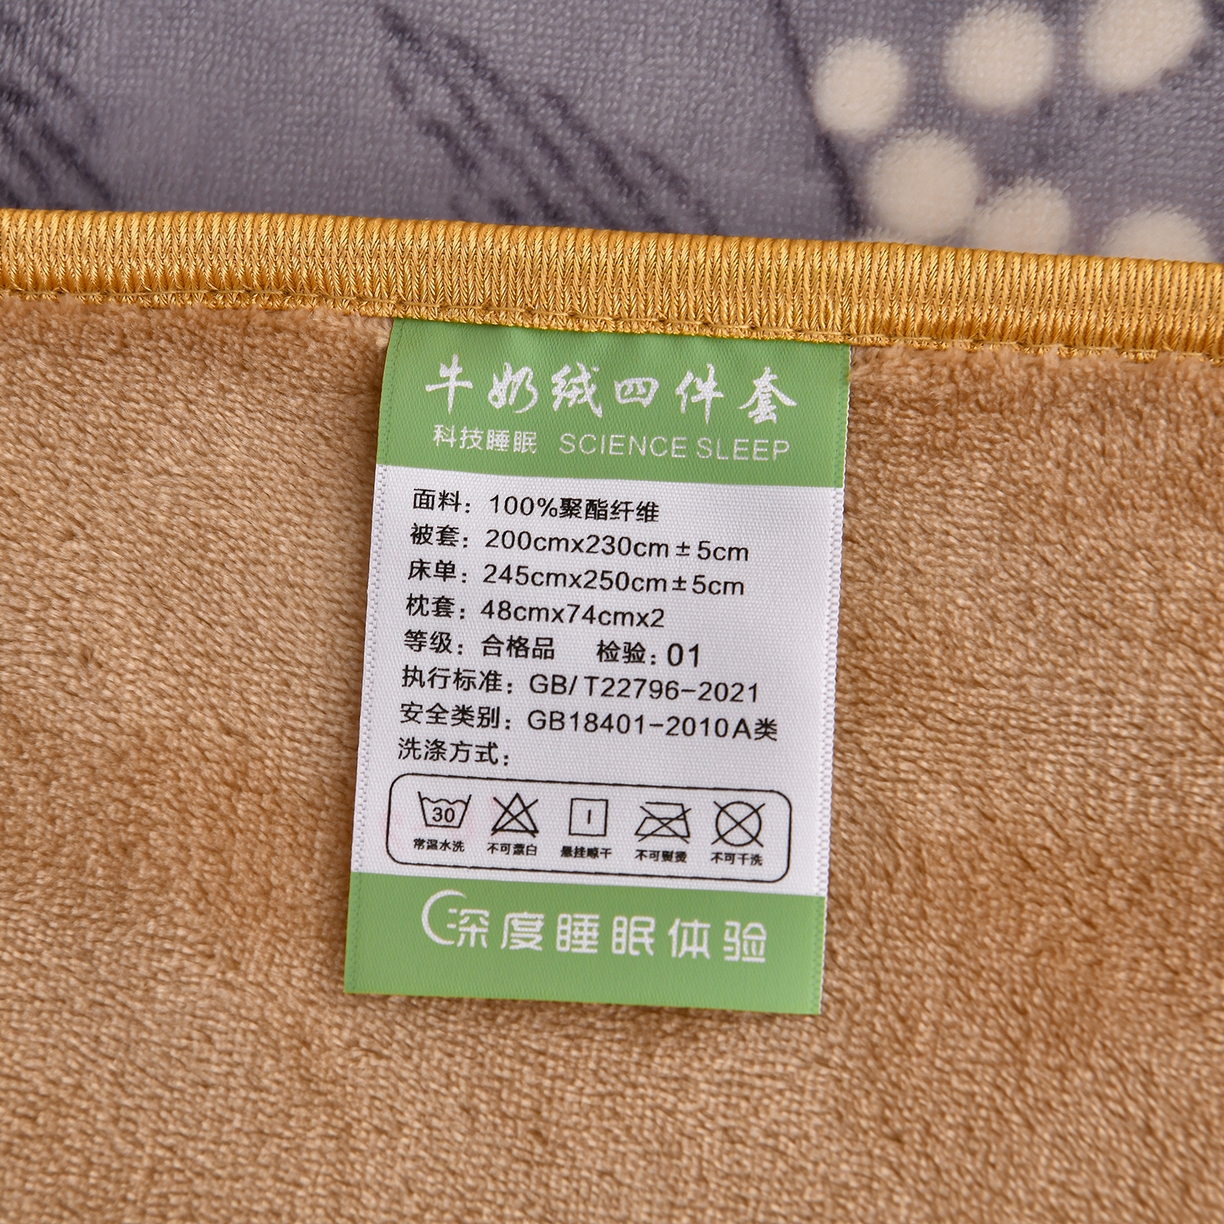 牛奶绒四件套
科技睡眠 SCIENCE SLEEP
面料：100%聚酯纤维
被套：200cmx230cm±5cm
床单：245cmx250cm±5cm
枕套：48cmx74cmx2
等级：合格品 检验：01
执行标准：GB/T22796-2021
安全类别：GB18401-2010A类
洗涤方式：
30
常温水洗 不可漂白 悬挂晾干 不可熨烫 不可干洗
深度睡眠体验